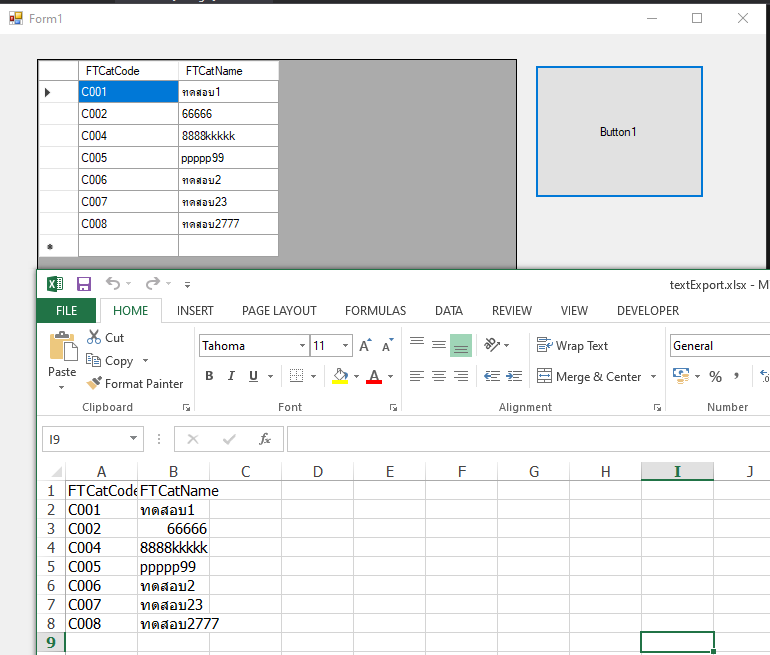 Form1
FTCatCode FTCatName
C001 ทดสอบ1
C002 66666
C004 8888kkkkk
C005 ppppp99
C006 ทดสอบ2
C007 ทดสอบ23
C008 ทดสอบ2777
Button1
textExport.xlsx - M
FILE HOME INSERT PAGE LAYOUT FORMULAS DATA REVIEW VIEW DEVELOPER
Paste
Cut
Copy
Format Painter
Clipboard
Tahoma 11
B I U
Font
Wrap Text
Merge & Center
Alignment
General
%
Number
I9
fx
A B C D E F G H I J
1 FTCatCode FTCatName
2 C001 ทดสอบ1
3 C002 66666
4 C004 8888kkkkk
5 C005 ppppp99
6 C006 ทดสอบ2
7 C007 ทดสอบ23
8 C008 ทดสอบ2777
9